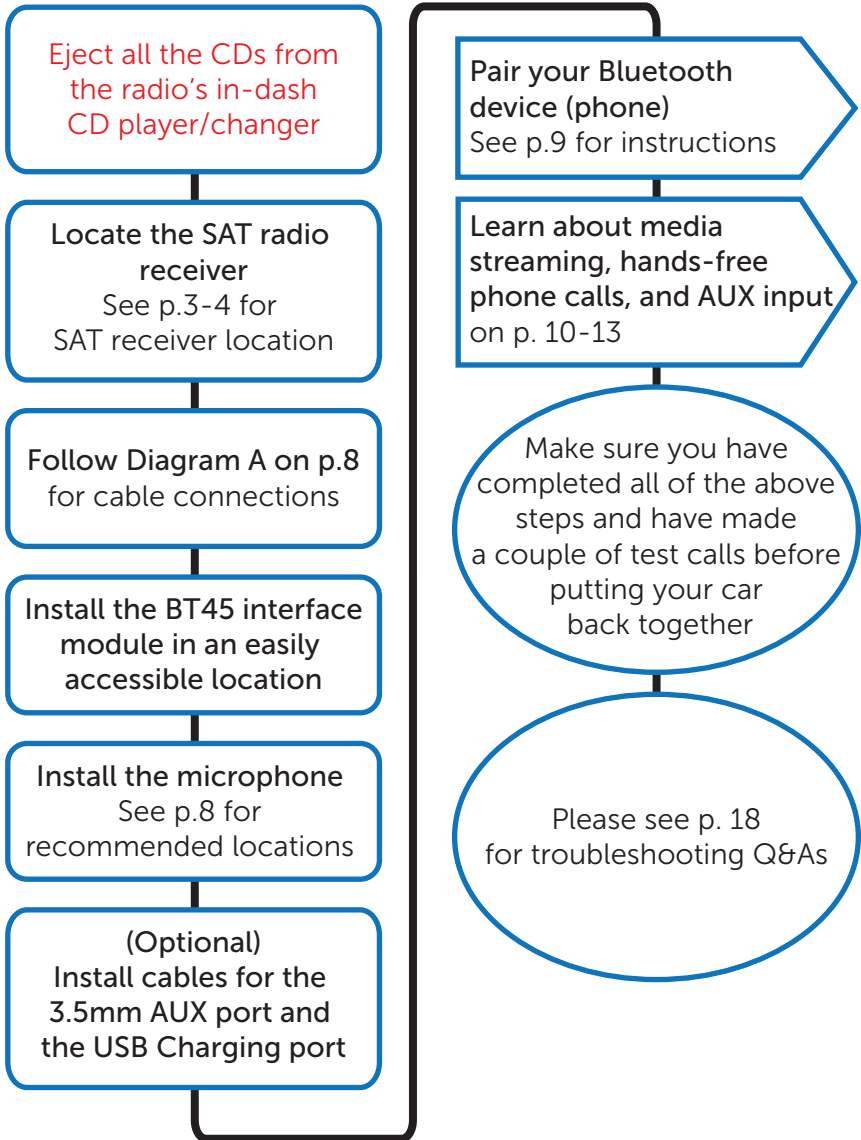 Eject all the CDs from
the radio’s in-dash
CD player/changer
Locate the SAT radio
receiver
See p.3-4 for
SAT receiver location
Follow Diagram A on p.8
for cable connections
Install the BT45 interface
module in an easily
accessible location
Install the microphone
See p.8 for
recommended locations
(Optional)
Install cables for the
3.5mm AUX port and
the USB Charging port
Pair your Bluetooth
device (phone)
See p.9 for instructions
Learn about media
streaming, hands-free
phone calls, and AUX input
on p. 10-13
Make sure you have
completed all of the above
steps and have made
a couple of test calls before
putting your car
back together
Please see p. 18
for troubleshooting Q&As